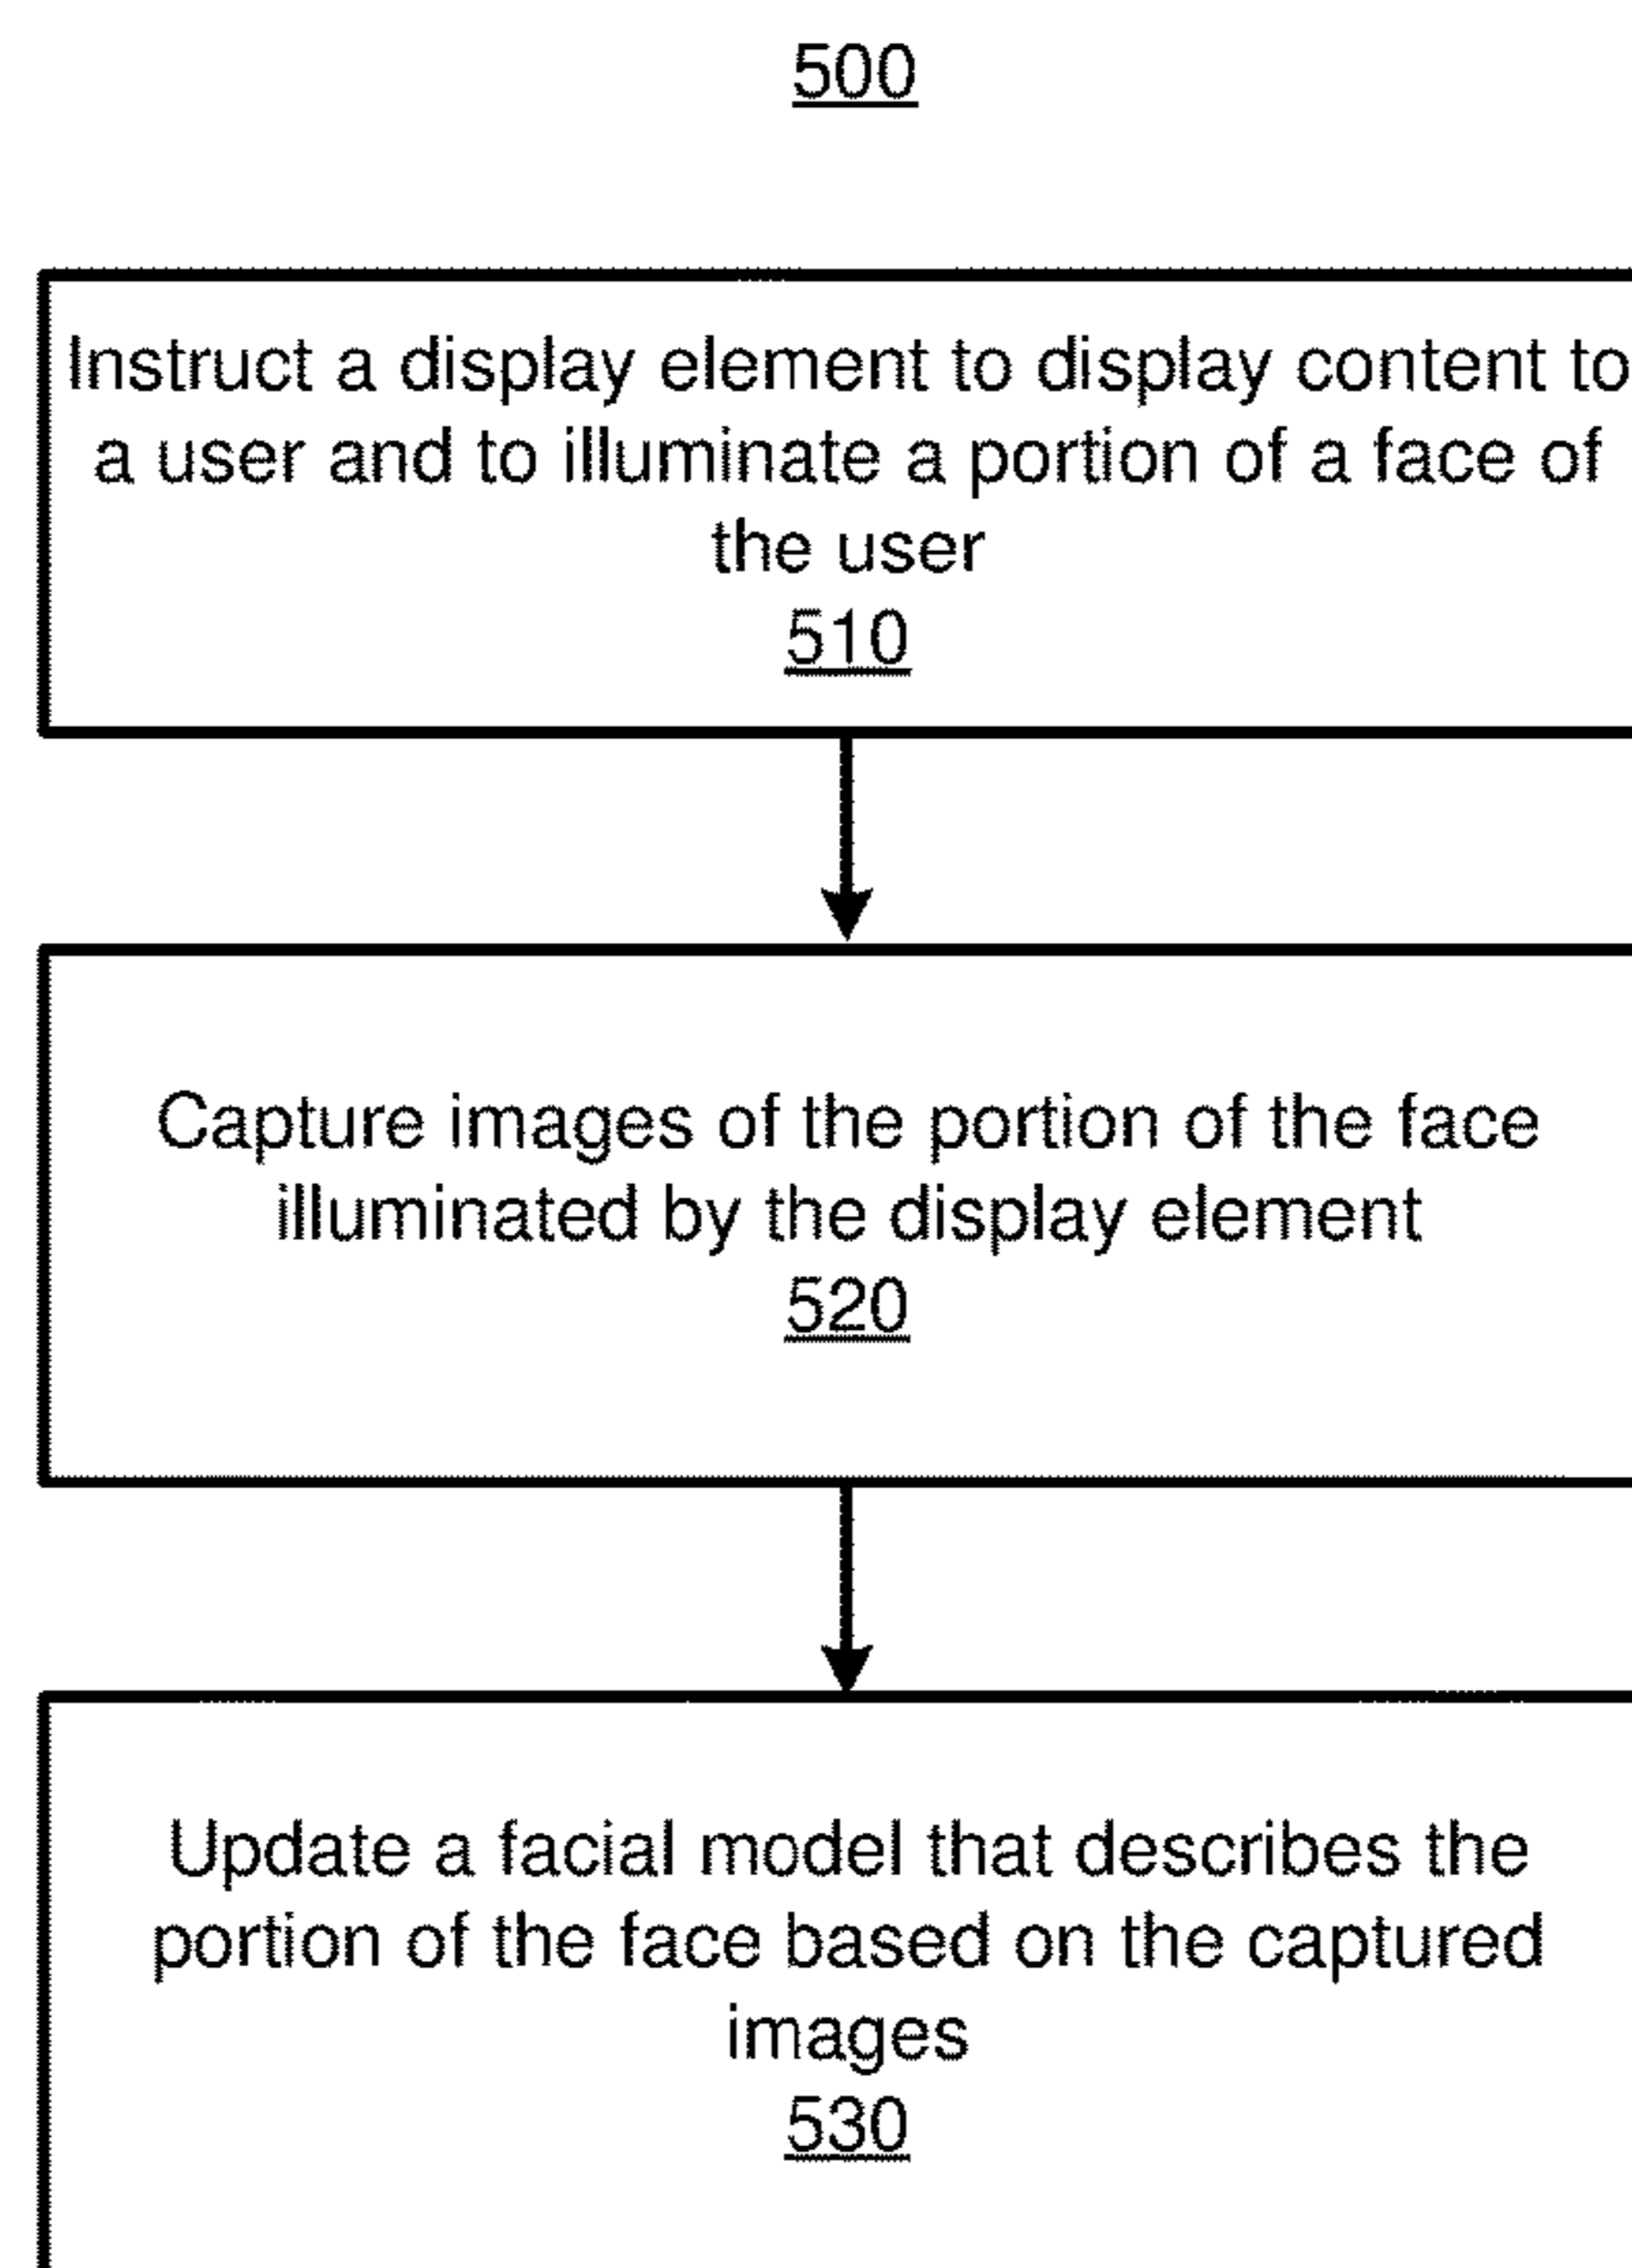 500
Instruct a display element to display content to
a user and to illuminate a portion of a face of
the user
510
Capture images of the portion of the face
illuminated by the display element
520
Update a facial model that describes the
portion of the face based on the captured
images
530